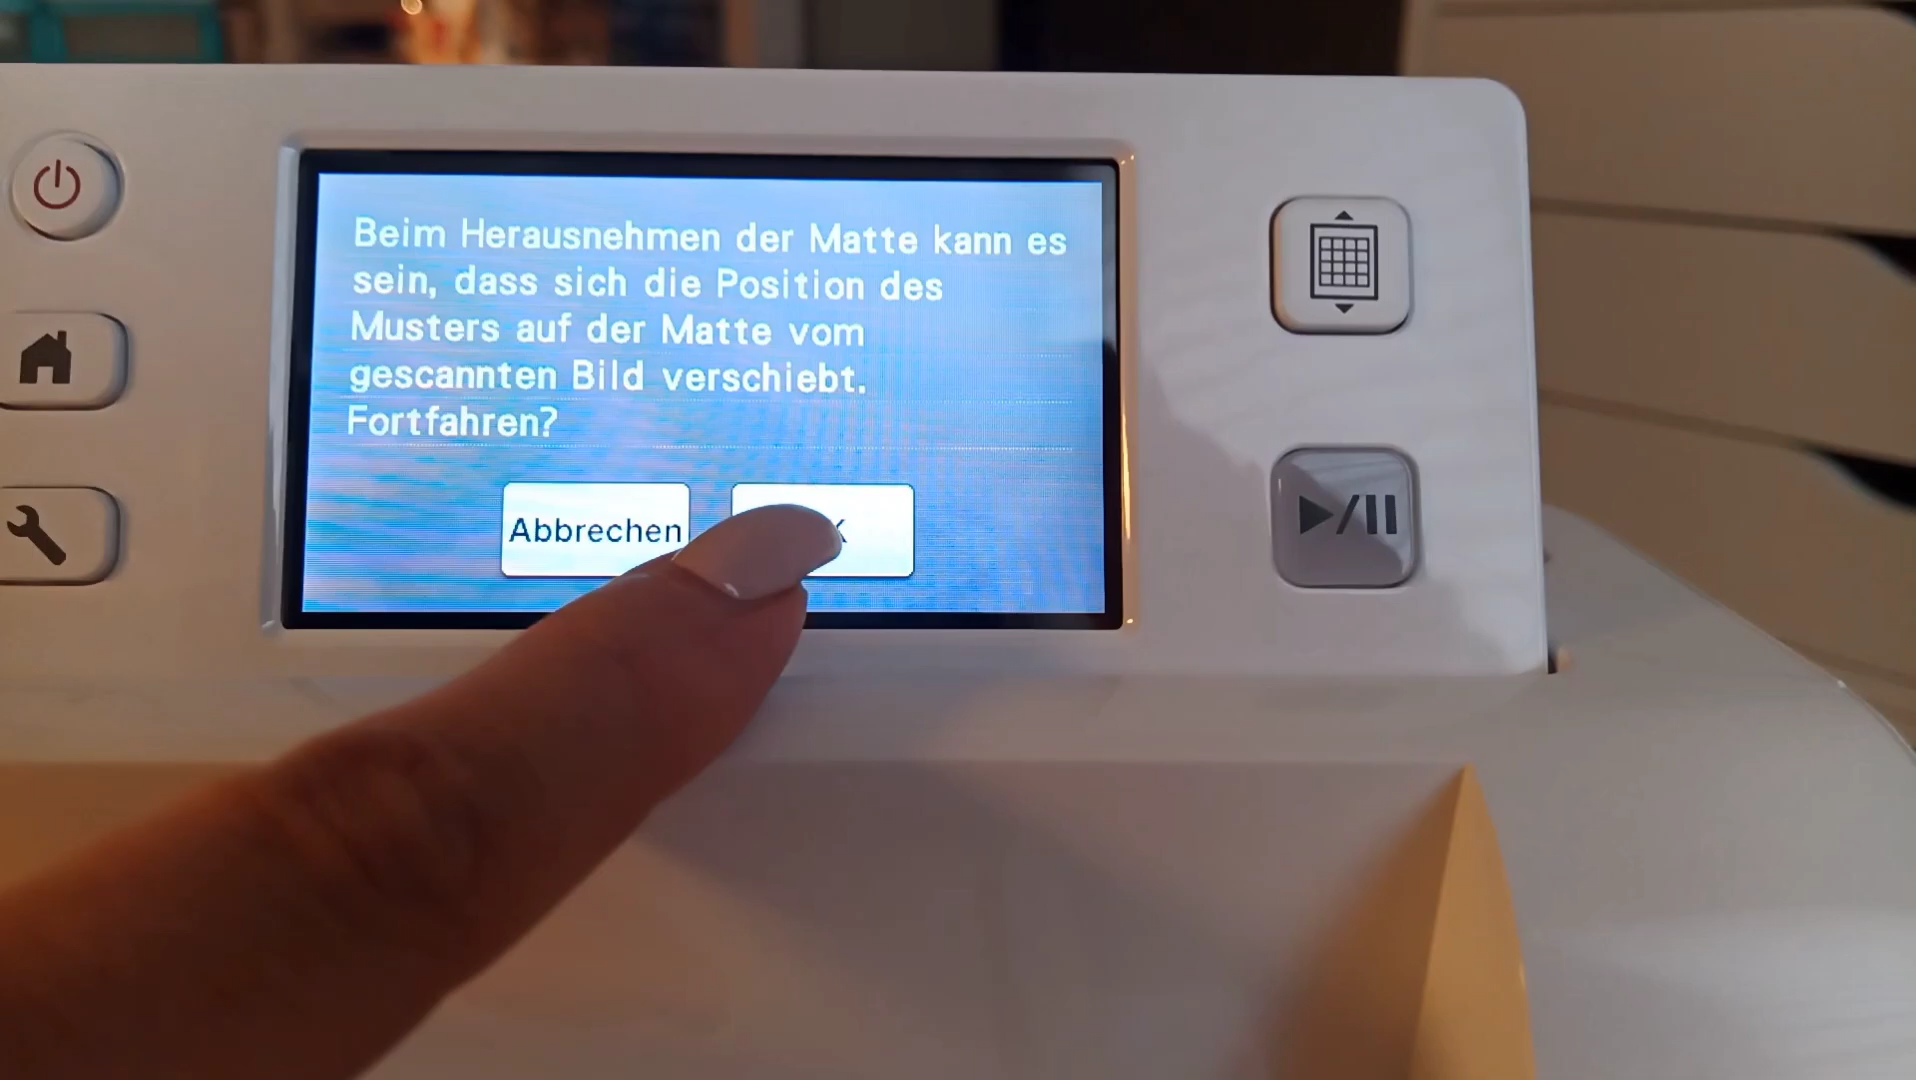 Beim Herausnehmen der Matte kann es
sein, dass sich die Position des
Musters auf der Matte vom
gescannten Bild verschiebt.
Fortfahren?
Abbrechen